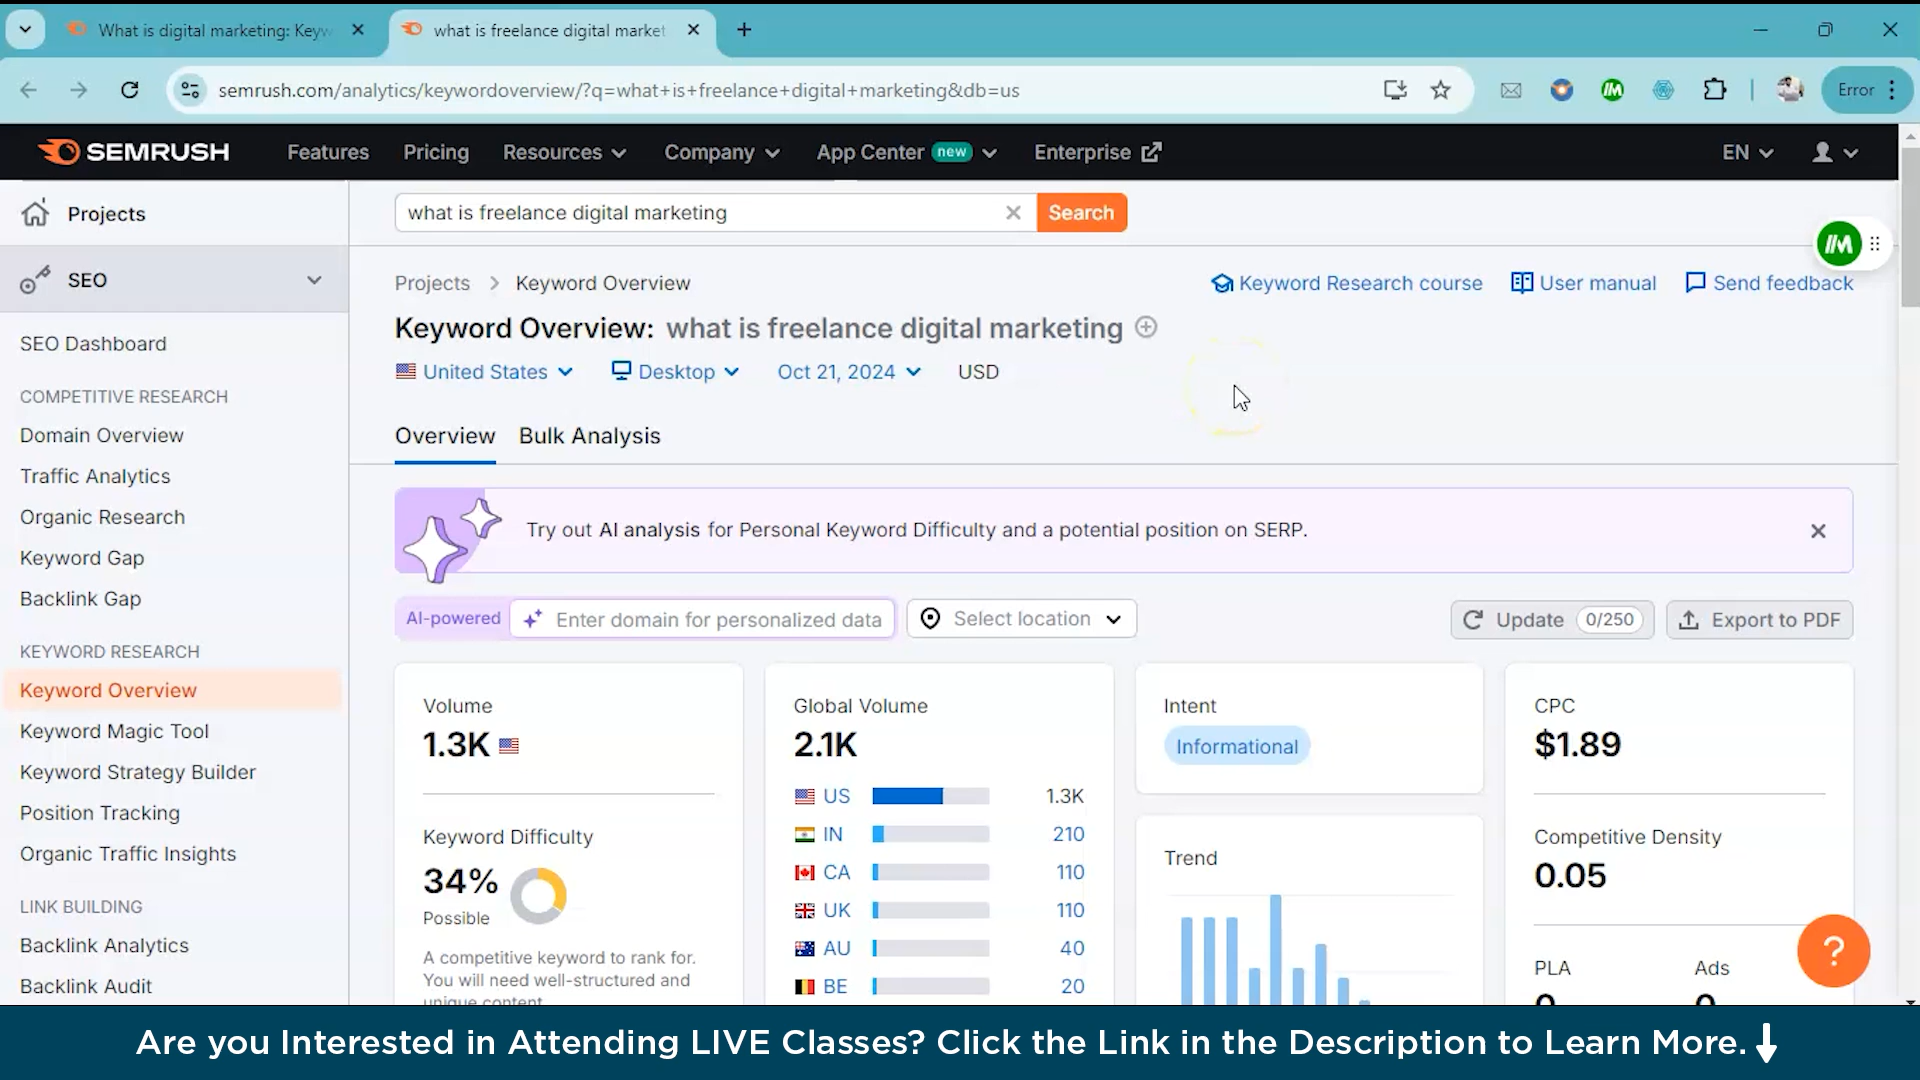 What is digital marketing: Keyw
what is freelance digital market
semrush.com/analytics/keywordoverview/?q=what+is+freelance+digital+marketing&db=us
Error
SEMRUSH
Features
Pricing
Resources
Company
App Center new
Enterprise
EN
Projects
SEO
SEO Dashboard
COMPETITIVE RESEARCH
Domain Overview
Traffic Analytics
Organic Research
Keyword Gap
Backlink Gap
KEYWORD RESEARCH
Keyword Overview
Keyword Magic Tool
Keyword Strategy Builder
Position Tracking
Organic Traffic Insights
LINK BUILDING
Backlink Analytics
Backlink Audit
what is freelance digital marketing
Search
Projects > Keyword Overview
Keyword Research course
User manual
Send feedback
Keyword Overview: what is freelance digital marketing
United States
Desktop
Oct 21, 2024
USD
Overview
Bulk Analysis
Try out AI analysis for Personal Keyword Difficulty and a potential position on SERP.
AI-powered
Enter domain for personalized data
Select location
Update 0/250
Export to PDF
Volume
1.3K
Keyword Difficulty
34%
Possible
A competitive keyword to rank for.
You will need well-structured and
unique content
Global Volume
2.1K
US 1.3K
IN 210
CA 110
UK 110
AU 40
BE 20
Intent
Informational
Trend
CPC
$1.89
Competitive Density
0.05
PLA
0
Ads
0
?
Are you Interested in Attending LIVE Classes? Click the Link in the Description to Learn More.